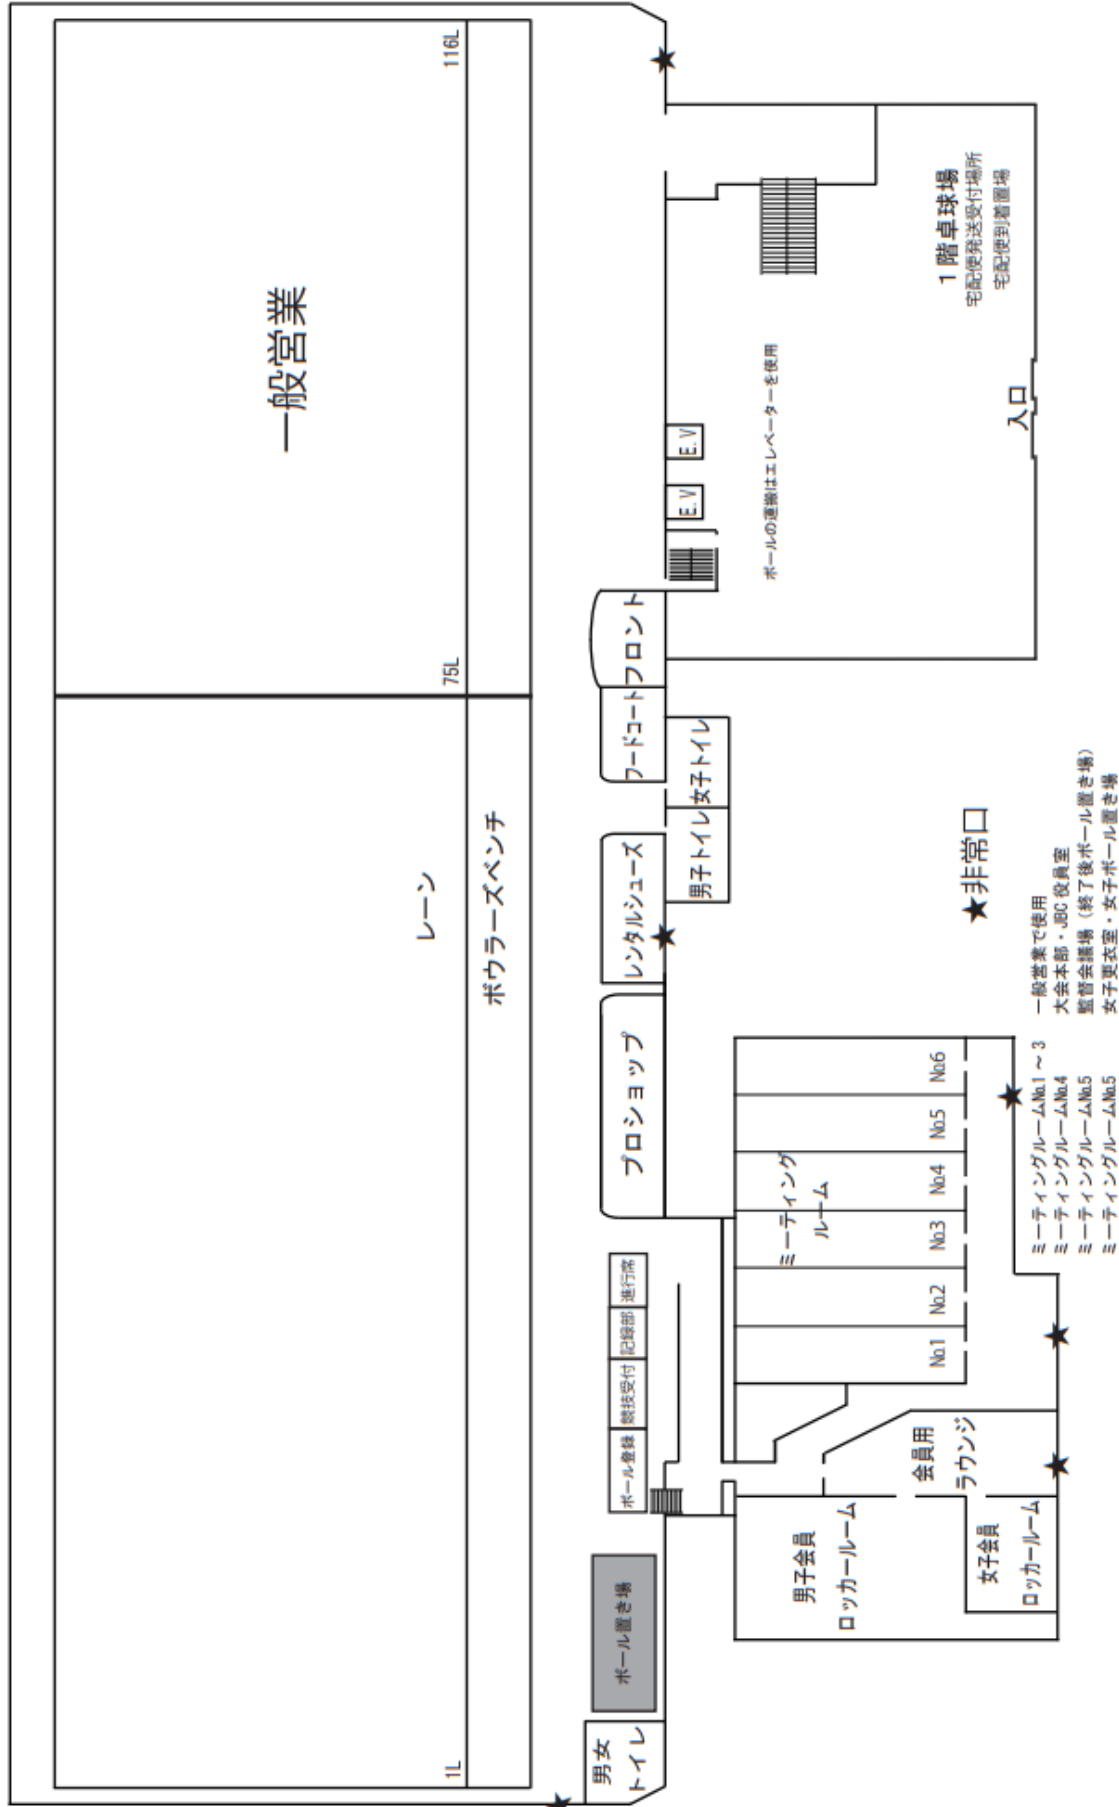 一般営業
1L
75L
116L
レーン
ボウラーズベンチ
男女
トイレ
ボール置き場
ボール登録
競技受付
記録部
進行席
プロショップ
レンタルシューズ
フードコート
フロント
男子トイレ
女子トイレ
E.V
E.V
ボールの運搬はエレベーターを使用
1階卓球場
宅配便発送受付場所
宅配便到着置場
入口
男子会員
ロッカールーム
女子会員
ロッカールーム
会員用
ラウンジ
ミーティング
ルーム
No.1
No.2
No.3
No.4
No.5
No.6
★非常口
ミーティングルームNo.1～3 一般営業で使用
ミーティングルームNo.4 大会本部・JBC役員室
ミーティングルームNo.5 監督会議場（終了後ボール置き場）
ミーティングルームNo.5 女子更衣室・女子ボール置き場